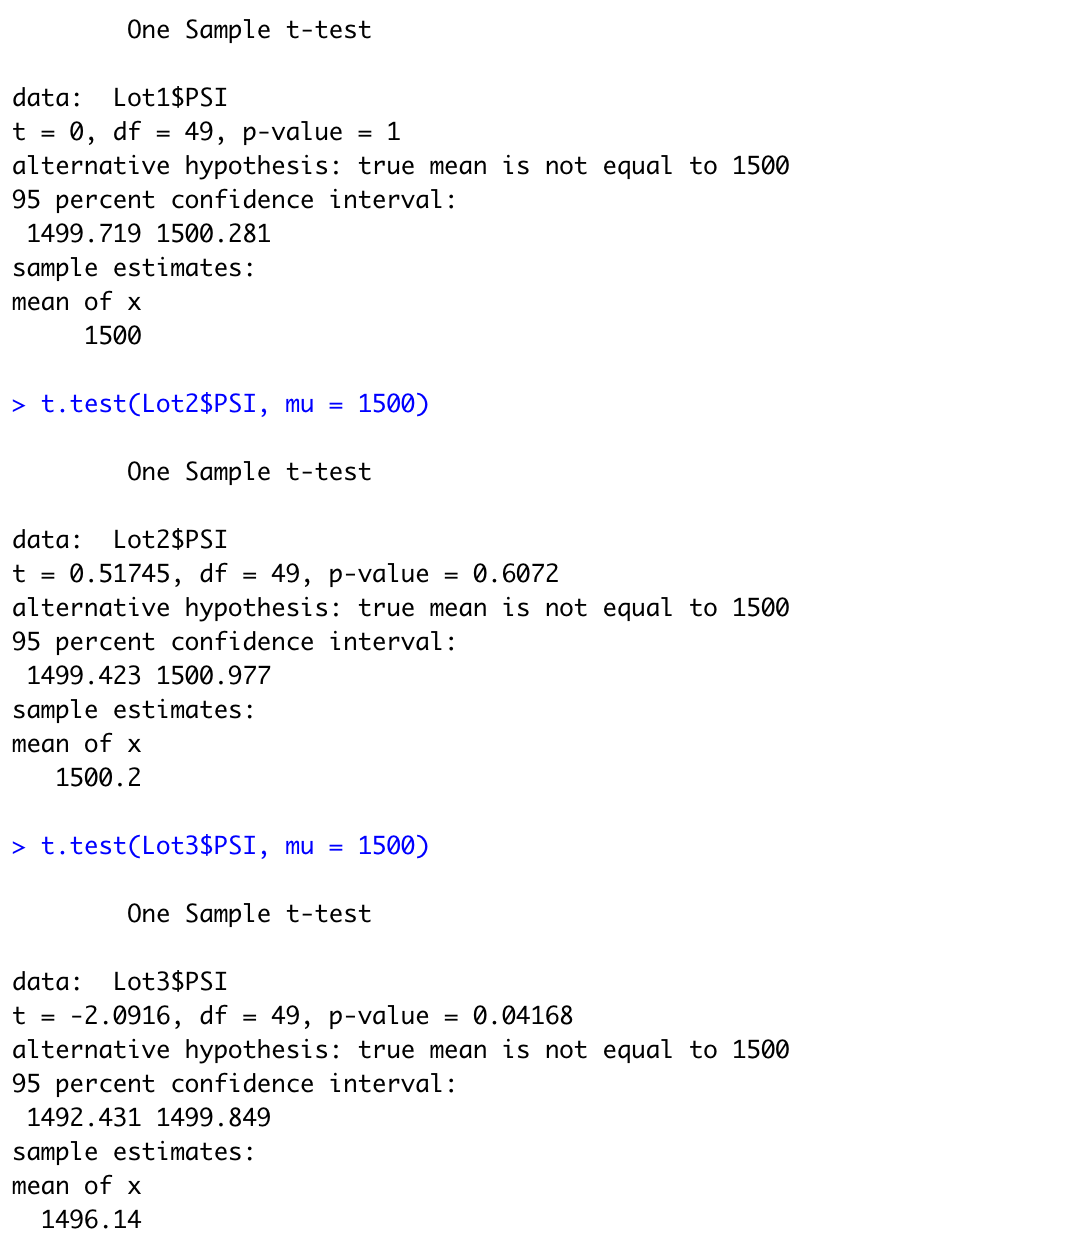 One Sample t-test
data:  Lot1$PSI
t = 0, df = 49, p-value = 1
alternative hypothesis: true mean is not equal to 1500
95 percent confidence interval:
 1499.719 1500.281
sample estimates:
mean of x
     1500
> t.test(Lot2$PSI, mu = 1500)
        One Sample t-test
data:  Lot2$PSI
t = 0.51745, df = 49, p-value = 0.6072
alternative hypothesis: true mean is not equal to 1500
95 percent confidence interval:
 1499.423 1500.977
sample estimates:
mean of x
   1500.2
> t.test(Lot3$PSI, mu = 1500)
        One Sample t-test
data:  Lot3$PSI
t = -2.0916, df = 49, p-value = 0.04168
alternative hypothesis: true mean is not equal to 1500
95 percent confidence interval:
 1492.431 1499.849
sample estimates:
mean of x
  1496.14